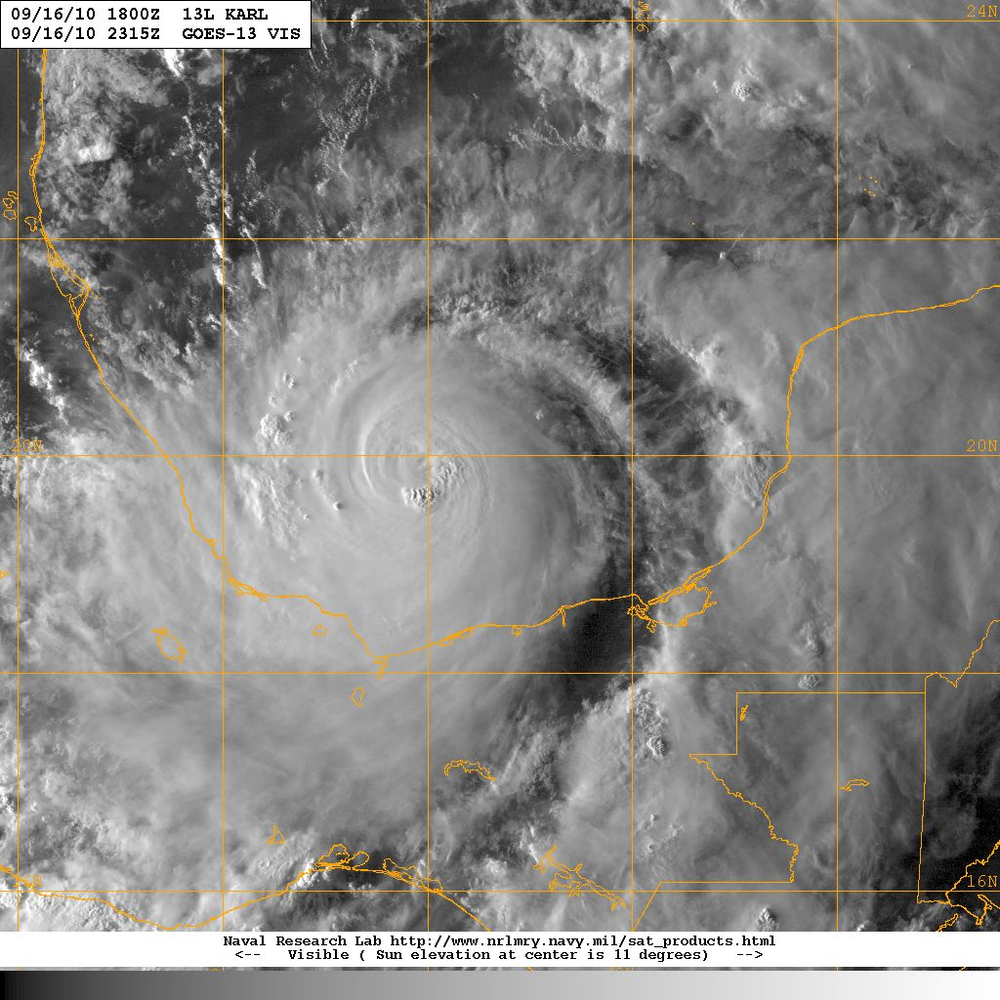 09/16/10 1800Z  13L KARL
09/16/10 2315Z  GOES-13 VIS
92W
24N
20N
20N
16N
Naval Research Lab http://www.nrlmry.navy.mil/sat_products.html
<--   Visible ( Sun elevation at center is 11 degrees)   -->